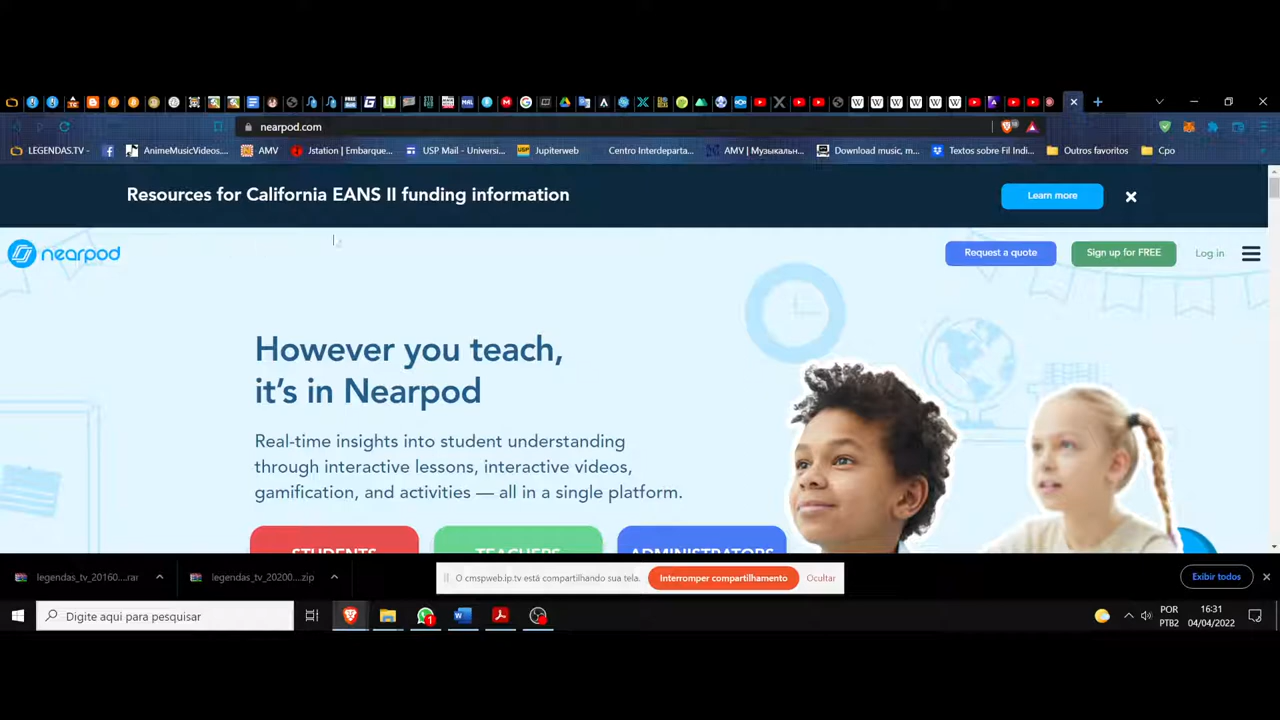 nearpod.com
LEGENDAS.TV -
AnimeMusicVideos...
AMV
Jstation | Embarque...
USP Mail - Universi...
Jupiterweb
Centro Interdeparta...
AMV | Музыкальн...
Download music, m...
Textos sobre Fil Indi...
Outros favoritos
Cpo
Resources for California EANS II funding information
Learn more
nearpod
Request a quote
Sign up for FREE
Log in
However you teach,
it's in Nearpod
Real-time insights into student understanding
through interactive lessons, interactive videos,
gamification, and activities — all in a single platform.
STUDENTS
TEACHERS
ADMINISTRATORS
legendas_tv_20160....rar
legendas_tv_20200....zip
O cmspweb.ip.tv está compartilhando sua tela.
Interromper compartilhamento
Ocultar
Exibir todos
Digite aqui para pesquisar
POR
PTB2
16:31
04/04/2022